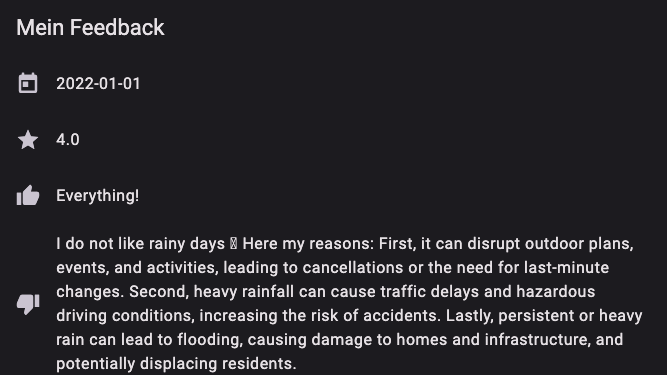 Mein Feedback
2022-01-01
4.0
Everything!
I do not like rainy days  Here my reasons: First, it can disrupt outdoor plans,
events, and activities, leading to cancellations or the need for last-minute
changes. Second, heavy rainfall can cause traffic delays and hazardous
driving conditions, increasing the risk of accidents. Lastly, persistent or heavy
rain can lead to flooding, causing damage to homes and infrastructure, and
potentially displacing residents.